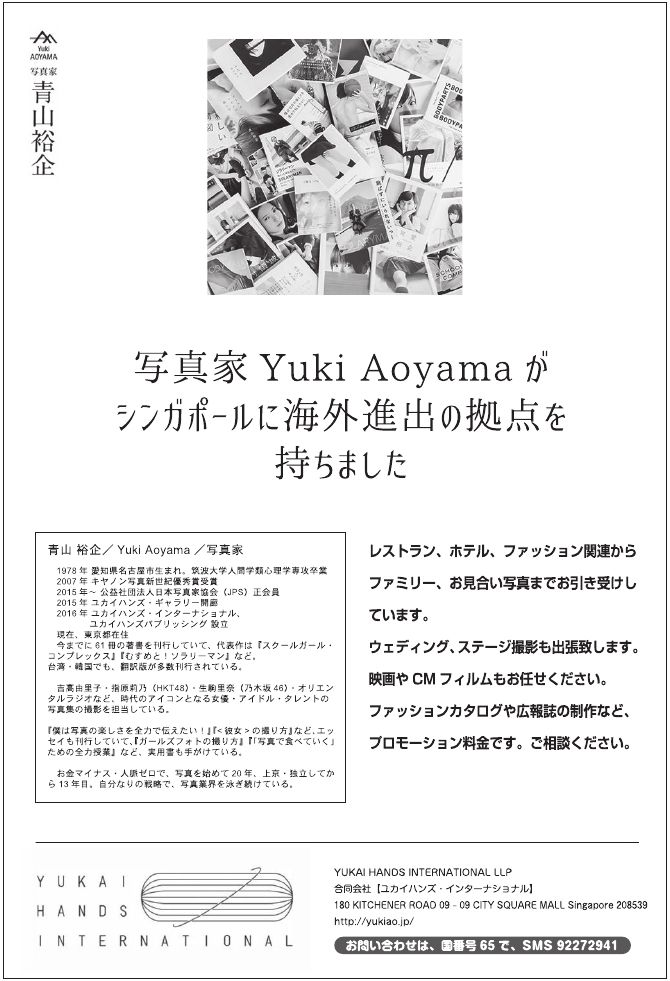 Yuki
AOYAMA
写真家
青山裕企
BODYPARTS
π
写真家 Yuki Aoyama が
シンガポールに海外進出の拠点を
持ちました
青山 裕企／ Yuki Aoyama ／写真家
1978 年 愛知県名古屋市生まれ。筑波大学人間学類心理学専攻卒業
2007 年 キヤノン写真新世紀優秀賞受賞
2015 年～ 公益社団法人日本写真家協会（JPS）正会員
2015 年 ユカイハンズ・ギャラリー開廊
2016 年 ユカイハンズ・インターナショナル、
ユカイハンズパブリッシング 設立
現在、東京都在住
今までに 61 冊の著書を刊行していて、代表作は『スクールガール・
コンプレックス』『むすめと！ソラリーマン』など。
台湾・韓国でも、翻訳版が多数刊行されている。
吉高由里子・指原莉乃（HKT48）・生駒里奈（乃木坂 46）・オリエン
タルラジオなど、時代のアイコンとなる女優・アイドル・タレントの
写真集の撮影を担当している。
『僕は写真の楽しさを全力で伝えたい！』『<彼女>の撮り方』など、エッ
セイも刊行していて、『ガールズフォトの撮り方』『「写真で食べていく」
ための全力授業』など、実用書も手がけている。
お金マイナス・人脈ゼロで、写真を始めて 20 年、上京・独立してか
ら 13 年目。自分なりの戦略で、写真業界を泳ぎ続けている。
レストラン、ホテル、ファッション関連から
ファミリー、お見合い写真までお引き受けし
ています。
ウェディング、ステージ撮影も出張致します。
映画や CM フィルムもお任せください。
ファッションカタログや広報誌の制作など、
プロモーション料金です。ご相談ください。
YUKAI
HANDS
INTERNATIONAL
YUKAI HANDS INTERNATIONAL LLP
合同会社【ユカイハンズ・インターナショナル】
180 KITCHENER ROAD 09 - 09 CITY SQUARE MALL Singapore 208539
http://yukiao.jp/
お問い合わせは、国番号 65 で、SMS 92272941